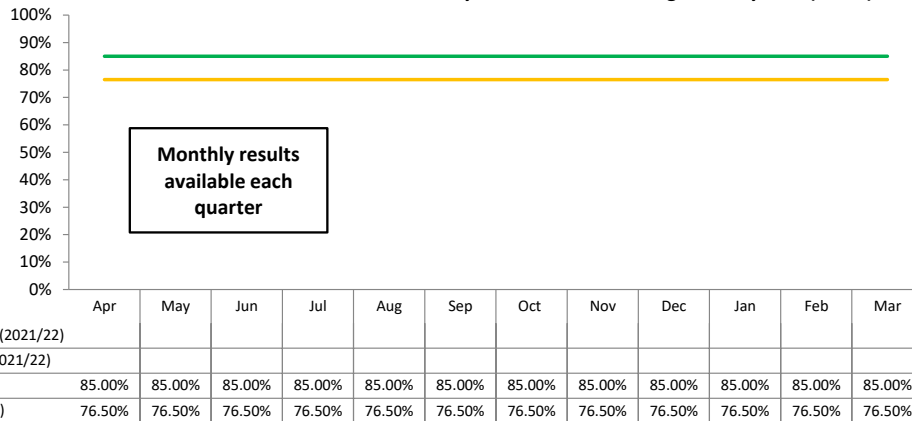 100%
90%
80%
70%
60%
50%
40%
30%
20%
10%
0%
Monthly results
available each
quarter
Apr May Jun Jul Aug Sep Oct Nov Dec Jan Feb Mar
(2021/22)
021/22)
85.00% 85.00% 85.00% 85.00% 85.00% 85.00% 85.00% 85.00% 85.00% 85.00% 85.00% 85.00%
) 76.50% 76.50% 76.50% 76.50% 76.50% 76.50% 76.50% 76.50% 76.50% 76.50% 76.50% 76.50%